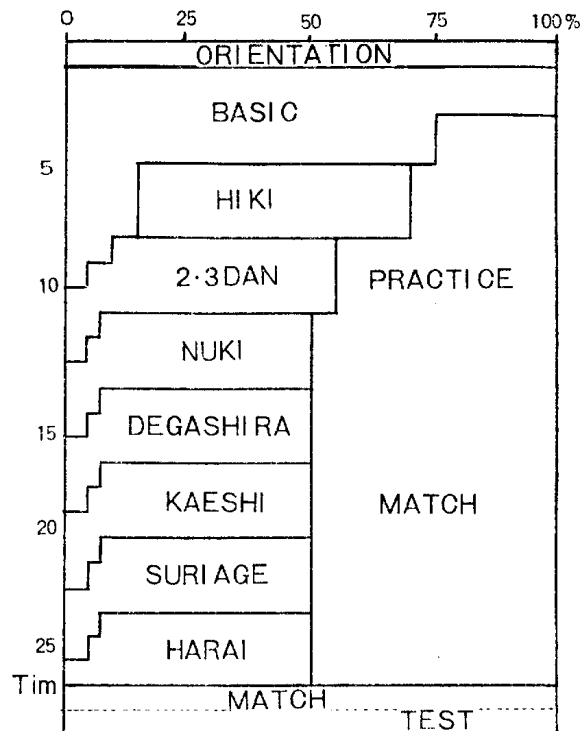 0 25 50 75 100%
ORIENTATION
BASIC
5
HIKI
2·3DAN
10
PRACTICE
NUKI
DEGASHIRA
15
KAESHI
MATCH
20
SURIAGE
HARAI
25
Tim
MATCH
TEST